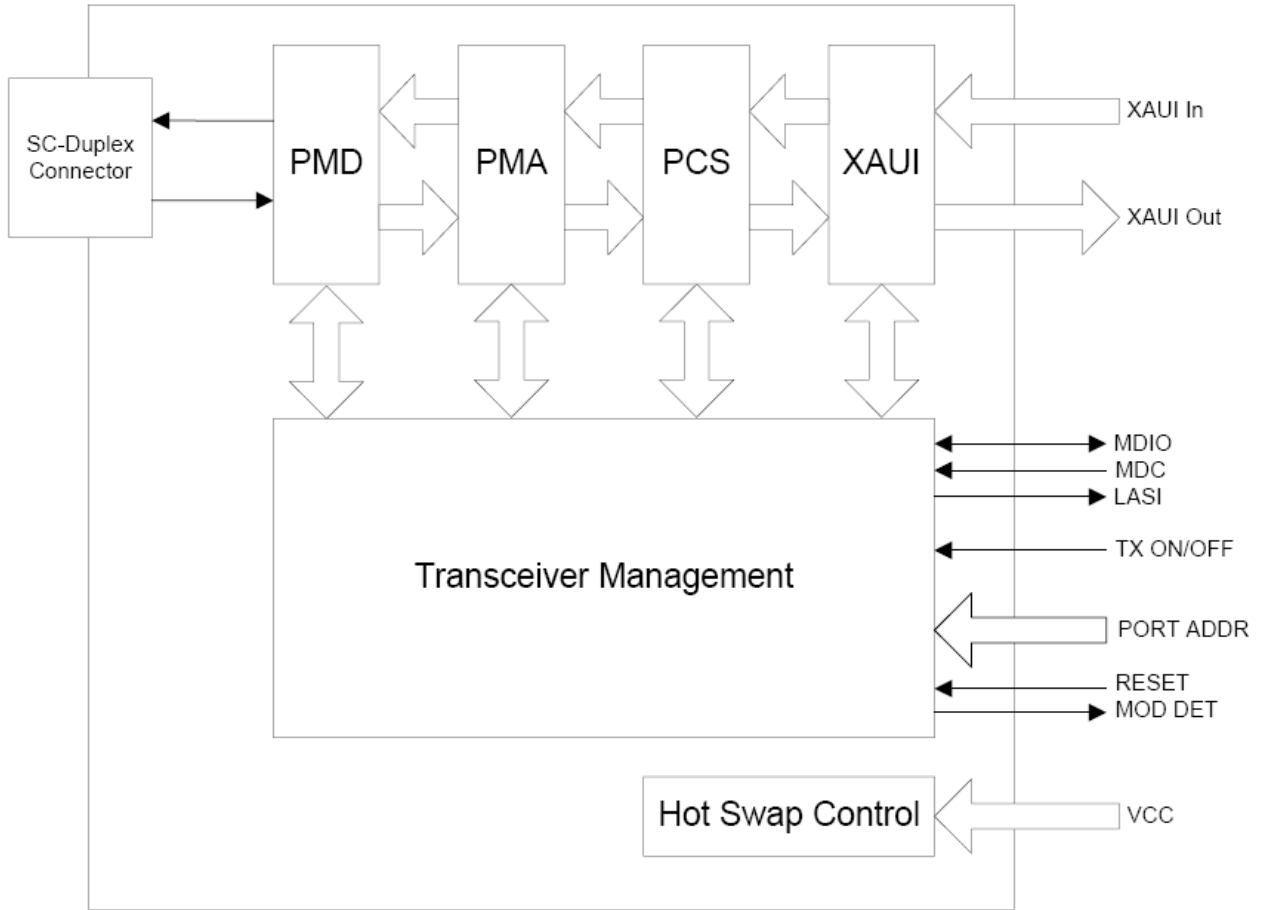 SC-Duplex
Connector
PMD
PMA
PCS
XAUI
XAUI In
XAUI Out
Transceiver Management
MDIO
MDC
LASI
TX ON/OFF
PORT ADDR
RESET
MOD DET
Hot Swap Control
VCC